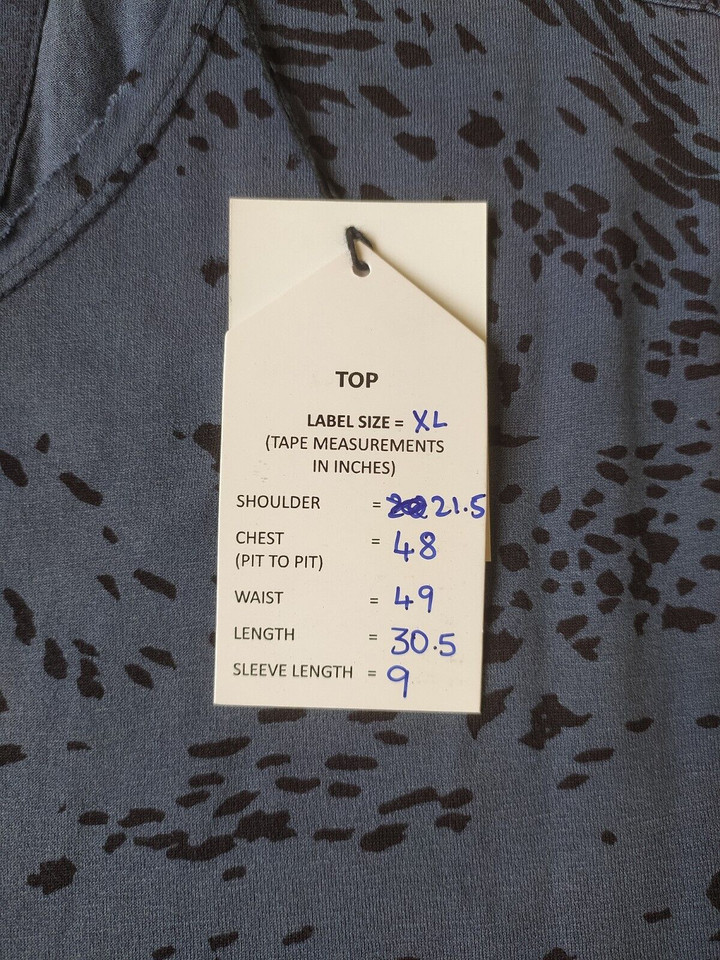 TOP
LABEL SIZE = XL
(TAPE MEASUREMENTS
IN INCHES)
SHOULDER = 21.5
CHEST = 48
(PIT TO PIT)
WAIST = 49
LENGTH = 30.5
SLEEVE LENGTH = 9